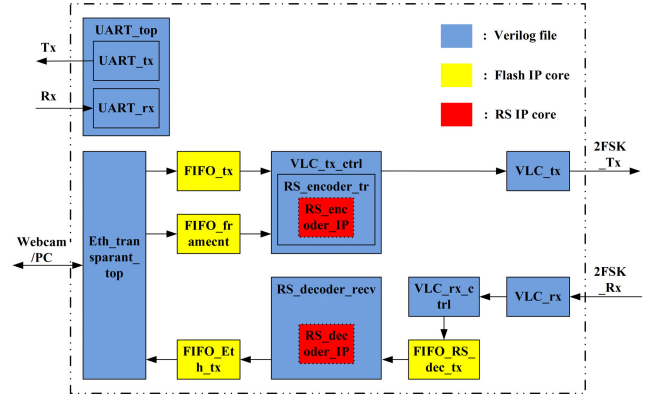 UART_top
Tx
UART_tx
Rx
UART_rx
: Verilog file
: Flash IP core
: RS IP core
FIFO_tx
VLC_tx_ctrl
RS_encoder_tr
RS_enc
oder_IP
VLC_tx
2FSK
_Tx
FIFO_fr
amecnt
Webcam
/PC
Eth_tran
sparant_
top
RS_decoder_recv
RS_dec
oder_IP
VLC_rx_c
trl
VLC_rx
2FSK
_Rx
FIFO_Et
h_tx
FIFO_RS_
dec_tx